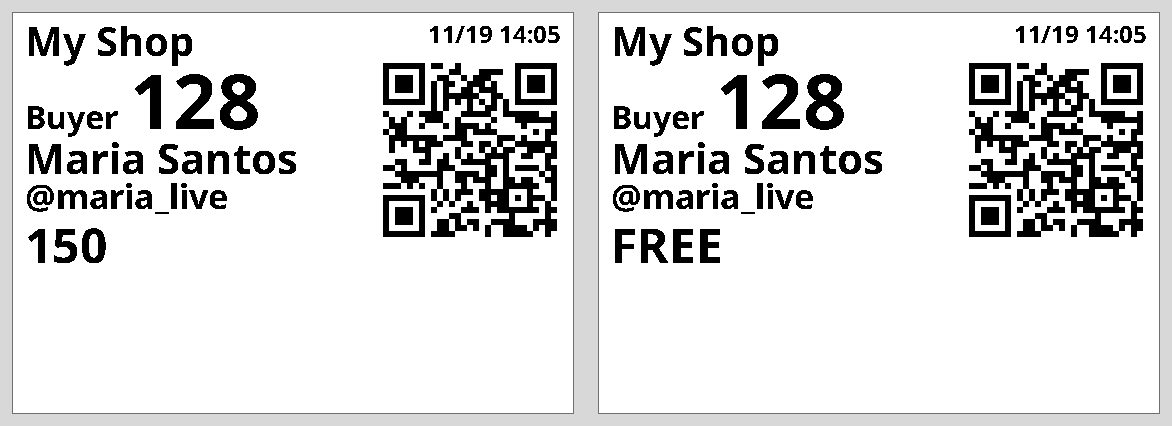 My Shop 11/19 14:05
Buyer 128
Maria Santos
@maria_live
150
My Shop 11/19 14:05
Buyer 128
Maria Santos
@maria_live
FREE